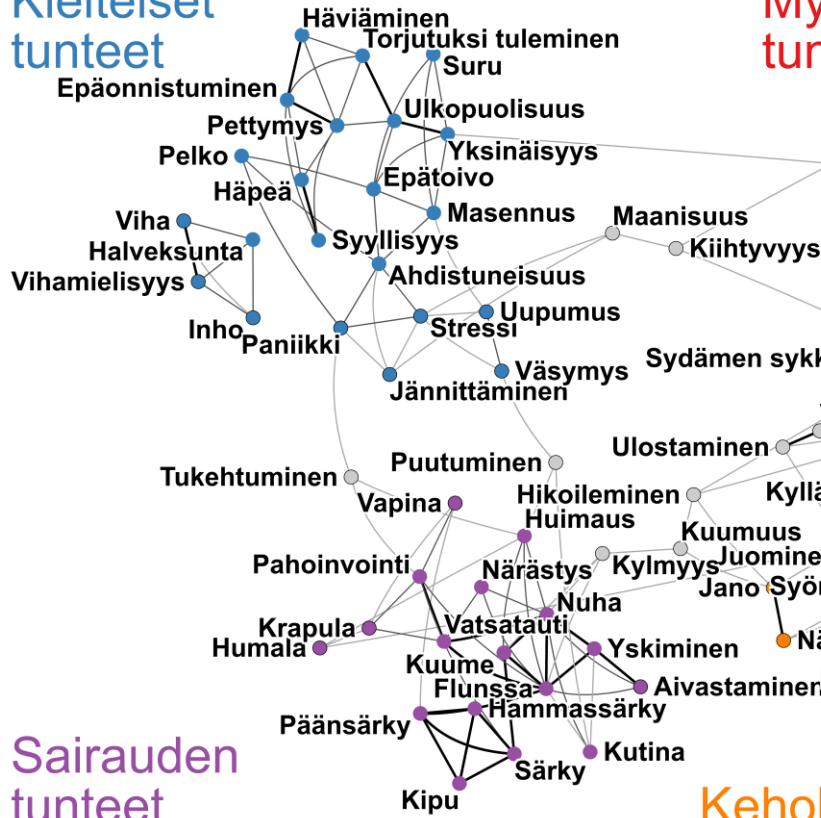 Kielteiset
tunteet
Häviäminen
Torjutuksi tuleminen
Suru
Epäonnistuminen
Ulkopuolisuus
Pettymys
Yksinäisyys
Pelko
Epätoivo
Häpeä
Masennus
Maanisuus
Viha
Syyllisyys
Halveksunta
Kiihtyvyys
Ahdistuneisuus
Vihamielisyys
Uupumus
Inho
Stressi
Paniikki
Väsymys
Jännittäminen
Ulostaminen
Puutuminen
Tukehtuminen
Hikoileminen
Vapina
Huimaus
Kuumuus
Pahoinvointi
Närästys
Kylmyys
Jano
Nuha
Krapula
Vatsatauti
Humala
Yskiminen
Kuume
Flunssa
Aivastaminen
Hammassärky
Päänsärky
Kutina
Särky
Kipu
Sairauden
tunteet